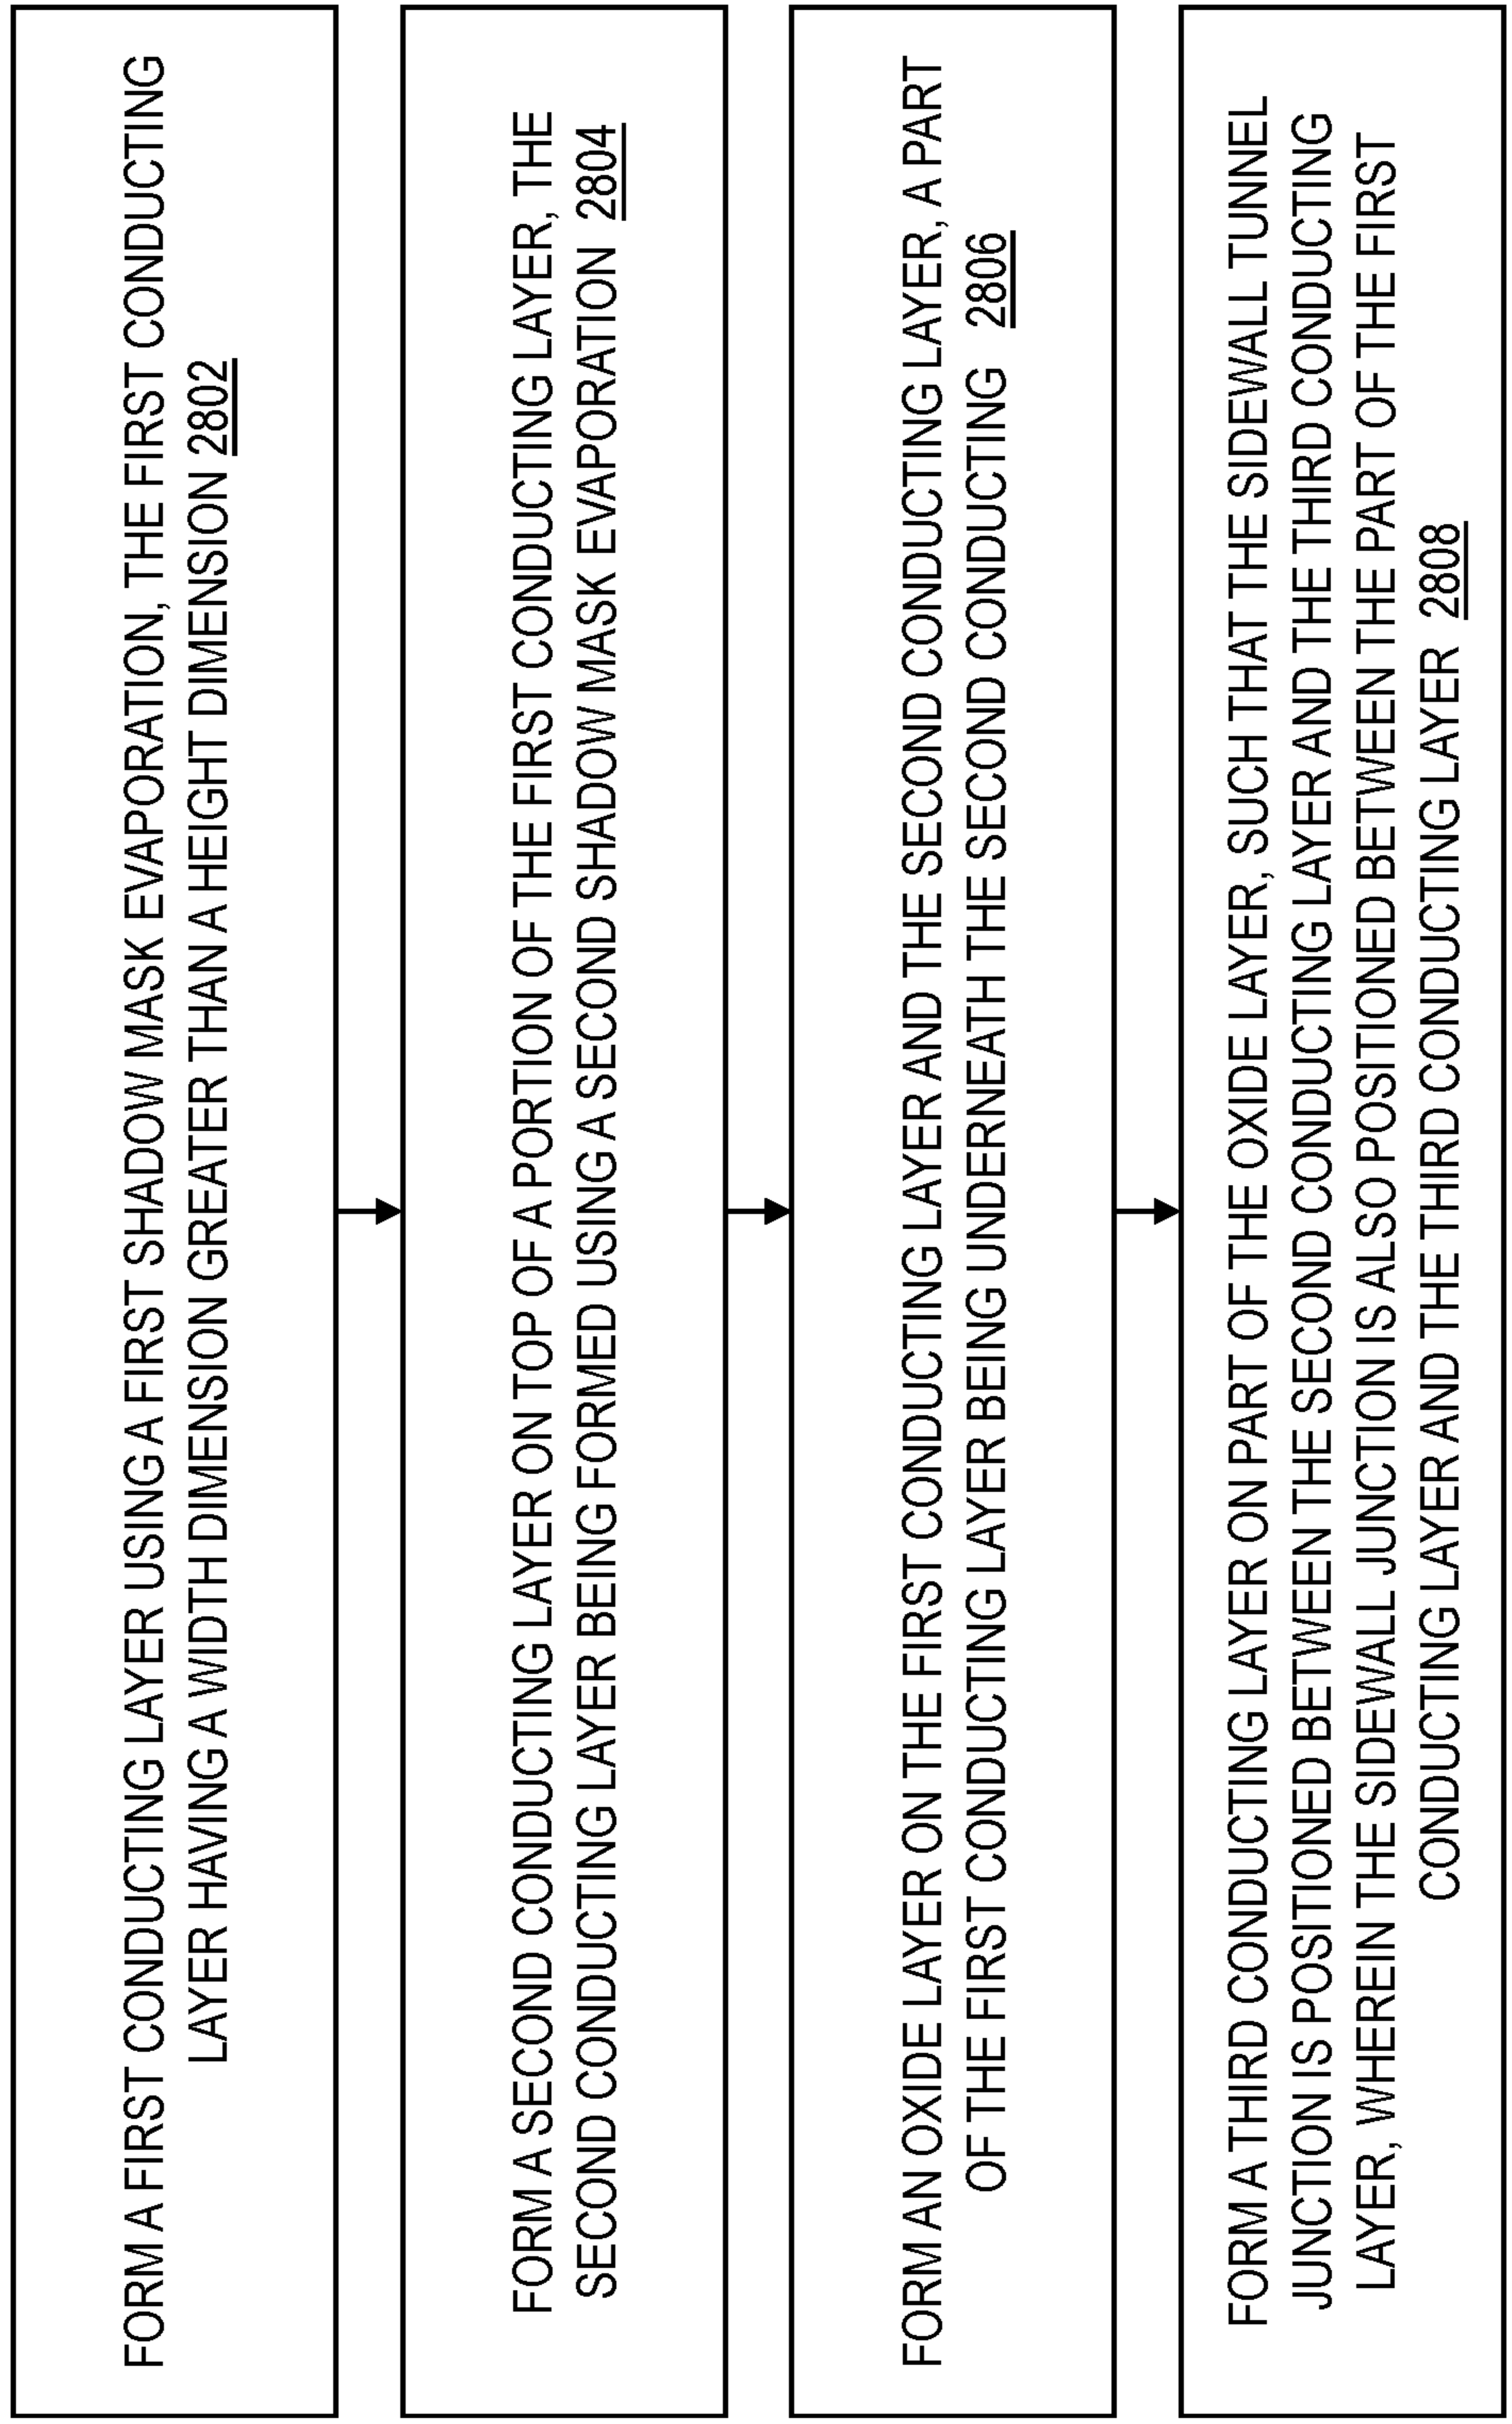 FORM A FIRST CONDUCTING LAYER USING A FIRST SHADOW MASK EVAPORATION, THE FIRST CONDUCTING
LAYER HAVING A WIDTH DIMENSION GREATER THAN A HEIGHT DIMENSION 2802
FORM A SECOND CONDUCTING LAYER ON TOP OF A PORTION OF THE FIRST CONDUCTING LAYER, THE
SECOND CONDUCTING LAYER BEING FORMED USING A SECOND SHADOW MASK EVAPORATION 2804
FORM AN OXIDE LAYER ON THE FIRST CONDUCTING LAYER AND THE SECOND CONDUCTING LAYER, A PART
OF THE FIRST CONDUCTING LAYER BEING UNDERNEATH THE SECOND CONDUCTING 2806
FORM A THIRD CONDUCTING LAYER ON PART OF THE OXIDE LAYER, SUCH THAT THE SIDEWALL TUNNEL
JUNCTION IS POSITIONED BETWEEN THE SECOND CONDUCTING LAYER AND THE THIRD CONDUCTING
LAYER, WHEREIN THE SIDEWALL JUNCTION IS ALSO POSITIONED BETWEEN THE PART OF THE FIRST
CONDUCTING LAYER AND THE THIRD CONDUCTING LAYER 2808